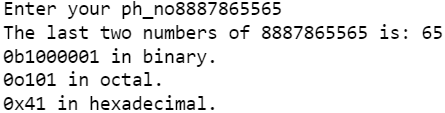 Enter your ph_no8887865565
The last two numbers of 8887865565 is: 65
0b1000001 in binary.
0o101 in octal.
0x41 in hexadecimal.